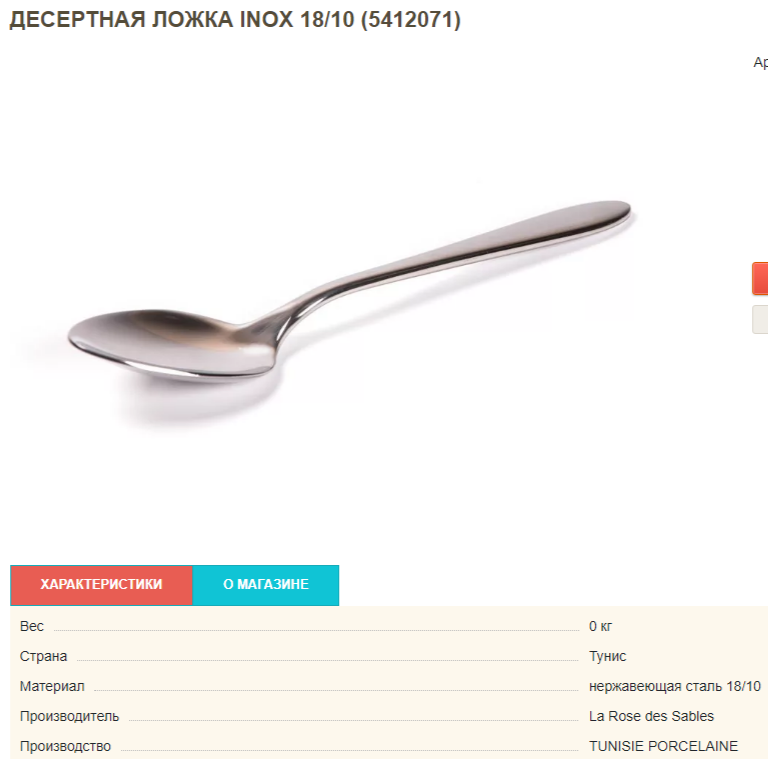 ДЕСЕРТНАЯ ЛОЖКА INOX 18/10 (5412071)
Ар
ХАРАКТЕРИСТИКИ
О МАГАЗИНЕ
Вес 0 кг
Страна Тунис
Материал нержавеющая сталь 18/10
Производитель La Rose des Sables
Производство TUNISIE PORCELAINE